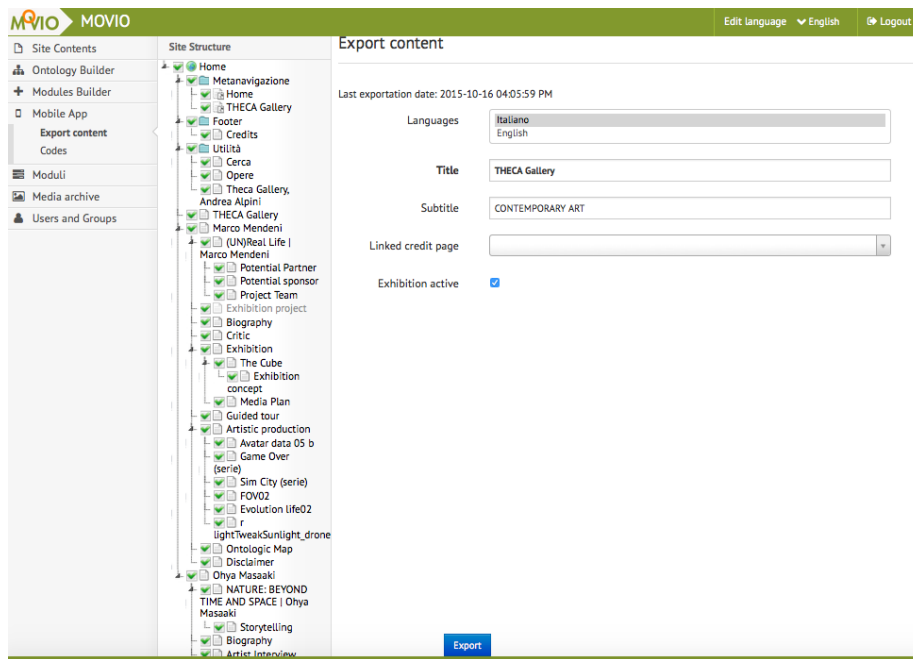 MOVIO MOVIO
Edit language English Logout
Site Contents
Ontology Builder
Modules Builder
Mobile App
Export content
Codes
Moduli
Media archive
Users and Groups
Site Structure
Home
Metanavigazione
Home
THECA Gallery
Footer
Credits
Utilità
Cerca
Opere
Theca Gallery,
Andrea Alpini
THECA Gallery
Marco Mendeni
(UN)Real Life |
Marco Mendeni
Potential Partner
Potential sponsor
Project Team
Exhibition project
Biography
Critic
Exhibition
The Cube
Exhibition
concept
Media Plan
Guided tour
Artistic production
Avatar data 05 b
Game Over
(serie)
Sim City (serie)
FOV02
Evolution life02
r
lightTweakSunlight_drone
Ontologic Map
Disclaimer
Ohya Masaaki
NATURE: BEYOND
TIME AND SPACE | Ohya
Masaaki
Storytelling
Biography
Artist Interview
Export content
Last exportation date: 2015-10-16 04:05:59 PM
Languages
Italiano
English
Title THECA Gallery
Subtitle CONTEMPORARY ART
Linked credit page
Exhibition active
Export